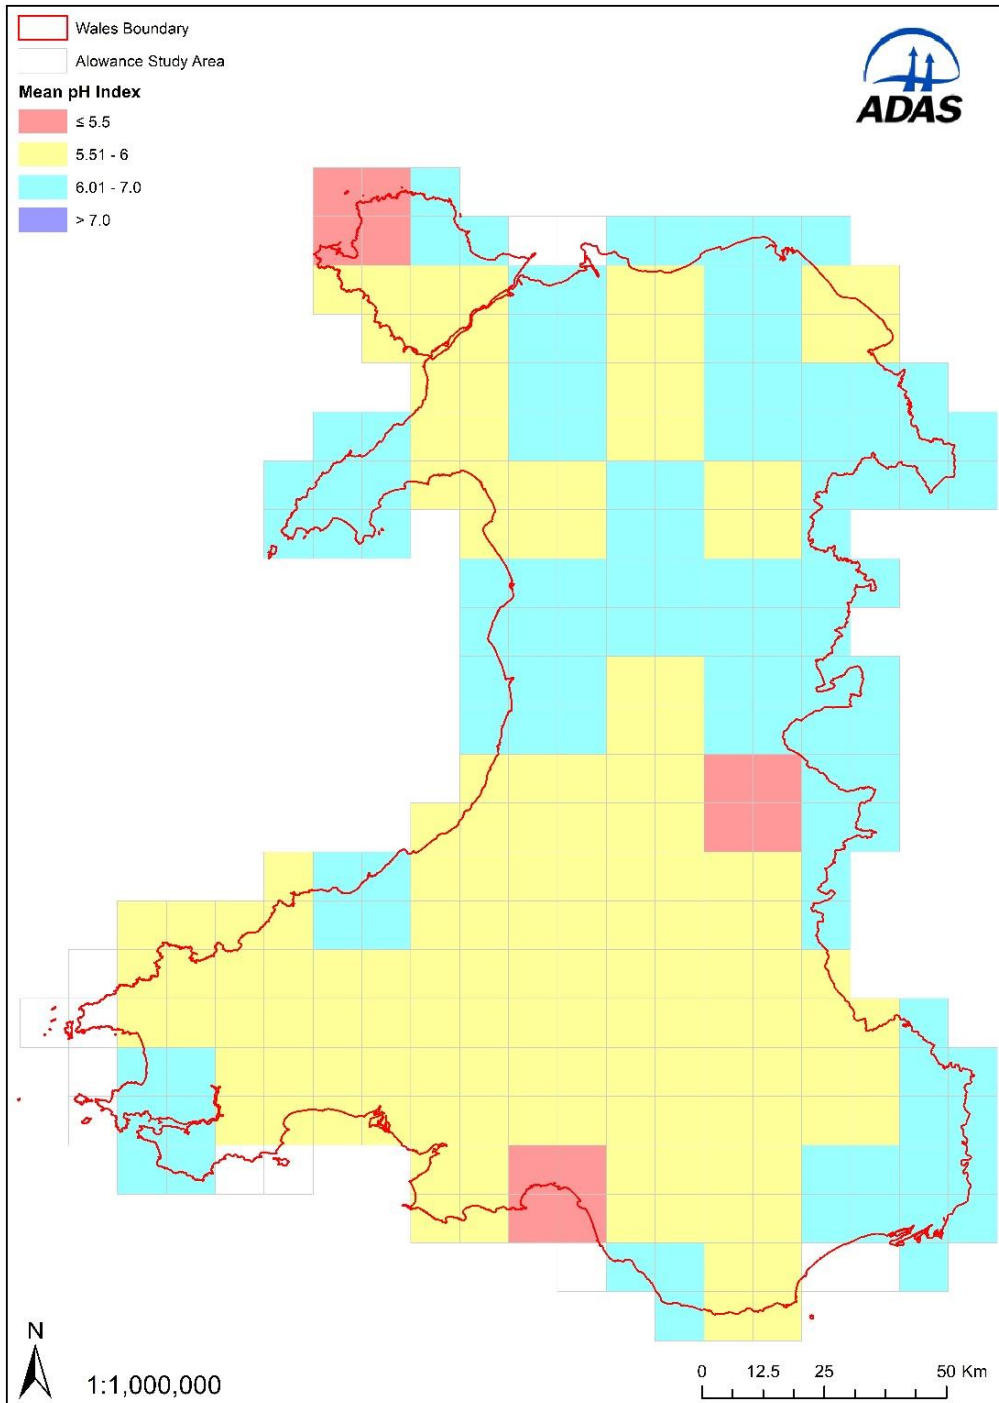 Wales Boundary
Alowance Study Area
Mean pH Index
≤ 5.5
5.51 - 6
6.01 - 7.0
> 7.0
ADAS
N
1:1,000,000
0 12.5 25 50 Km